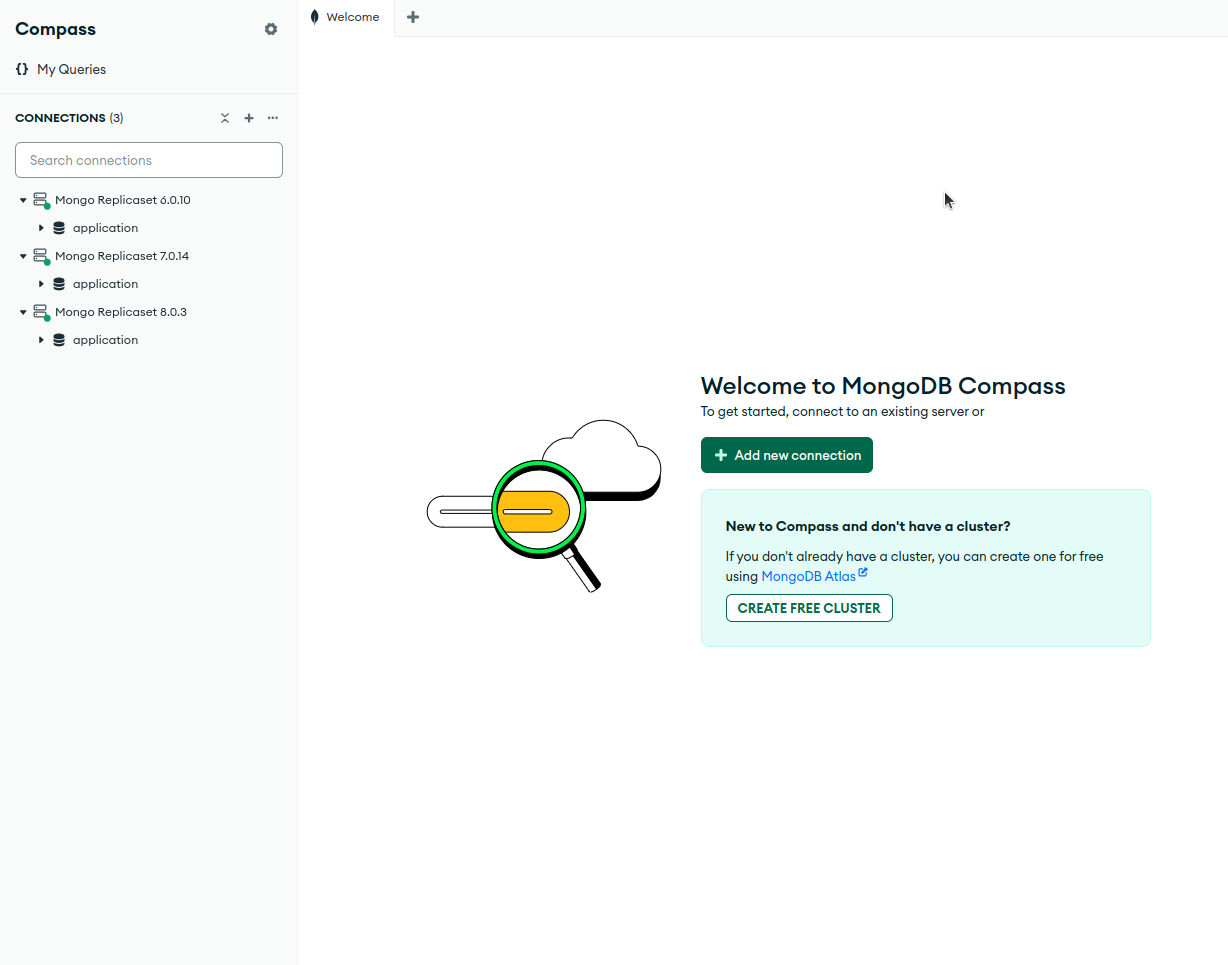 Compass
My Queries
CONNECTIONS (3)
Search connections
Mongo Replicaset 6.0.10
application
Mongo Replicaset 7.0.14
application
Mongo Replicaset 8.0.3
application
Welcome
Welcome to MongoDB Compass
To get started, connect to an existing server or
Add new connection
New to Compass and don't have a cluster?
If you don't already have a cluster, you can create one for free
using MongoDB Atlas
CREATE FREE CLUSTER